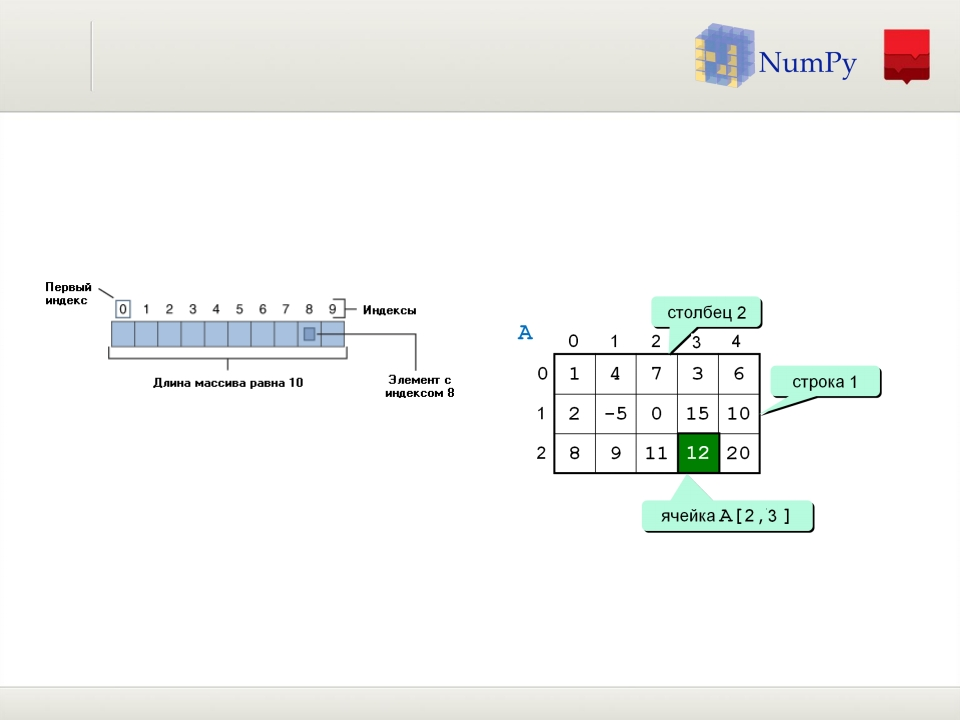 NumPy
Первый
индекс
0 1 2 3 4 5 6 7 8 9
Индексы
Длина массива равна 10
Элемент с
индексом 8
столбец 2
A
0 1 2 3 4
0 1 4 7 3 6
строка 1
1 2 -5 0 15 10
2 8 9 11 12 20
ячейка A[2,3 ]